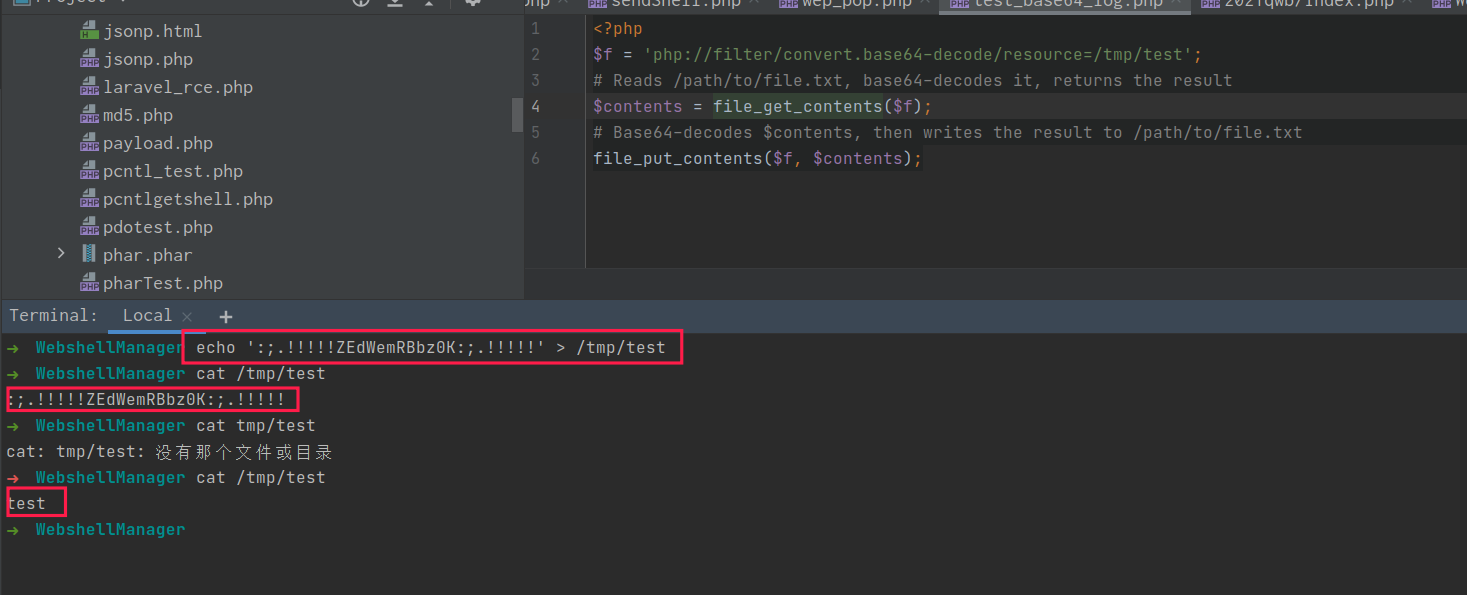 Project
jsonp.html
jsonp.php
laravel_rce.php
md5.php
payload.php
pcntl_test.php
pcntlgetshell.php
pdotest.php
phar.phar
pharTest.php
php sendShell.php wep_pop.php test_base64_log.php 2021qwb/index.php
1 <?php
2 $f = 'php://filter/convert.base64-decode/resource=/tmp/test';
3 # Reads /path/to/file.txt, base64-decodes it, returns the result
4 $contents = file_get_contents($f);
5 # Base64-decodes $contents, then writes the result to /path/to/file.txt
6 file_put_contents($f, $contents);
Terminal: Local × +
→ WebshellManager echo ':;.!!!!!ZEdWemRBbz0K:;.!!!!!' > /tmp/test
→ WebshellManager cat /tmp/test
:;.!!!!!ZEdWemRBbz0K:;.!!!!!
→ WebshellManager cat tmp/test
cat: tmp/test: 没有那个文件或目录
→ WebshellManager cat /tmp/test
test
→ WebshellManager